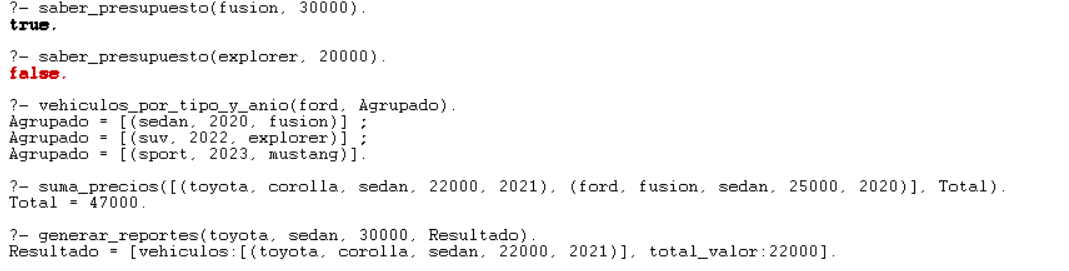 ?- saber_presupuesto(fusion, 30000).
true.
?- saber_presupuesto(explorer, 20000).
false.
?- vehiculos_por_tipo_y_anio(ford, Agrupado).
Agrupado = [(sedan, 2020, fusion)] ;
Agrupado = [(suv, 2022, explorer)] ;
Agrupado = [(sport, 2023, mustang)].
?- suma_precios([(toyota, corolla, sedan, 22000, 2021), (ford, fusion, sedan, 25000, 2020)], Total).
Total = 47000.
?- generar_reportes(toyota, sedan, 30000, Resultado).
Resultado = [vehiculos:[(toyota, corolla, sedan, 22000, 2021)], total_valor:22000].